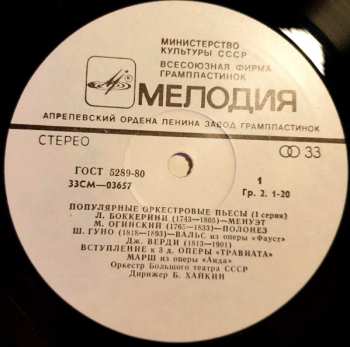 МИНИСТЕРСТВО
КУЛЬТУРЫ СССР
ВСЕСОЮЗНАЯ ФИРМА
ГРАМПЛАСТИНОК
МЕЛОДИЯ
АПРЕЛЕВСКИЙ ОРДЕНА ЛЕНИНА ЗАВОД ГРАМПЛАСТИНОК
СТЕРЕО 33
ГОСТ 5289-80 1
33СМ—03657 Гр. 2. 1-20
ПОПУЛЯРНЫЕ ОРКЕСТРОВЫЕ ПЬЕСЫ (1 серия)
Л. БОККЕРИНИ (1743—1805)—МЕНУЭТ
М. ОГИНСКИЙ (1765—1833)—ПОЛОНЕЗ
Ш. ГУНО (1818—1893)—ВАЛЬС из оперы «Фауст»
Дж. ВЕРДИ (1813—1901)
ВСТУПЛЕНИЕ к 3 д. ОПЕРЫ «ТРАВИАТА»
МАРШ из оперы «Аида»
Оркестр Большого театра СССР
Дирижер Б. ХАЙКИН